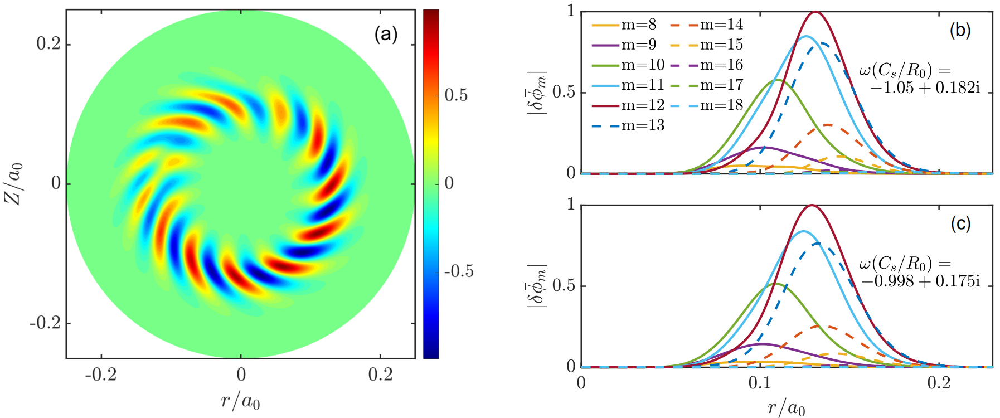 (a)
0.2
0
-0.2
Z/a₀
-0.2
0
0.2
r/a₀
0.5
0
-0.5
(b)
1
0.5
0
|δϕ̄ₘ|
m=8
m=9
m=10
m=11
m=12
m=13
m=14
m=15
m=16
m=17
m=18
ω(Cₛ/R₀) =
−1.05 + 0.182i
(c)
1
0.5
0
|δϕ̄ₘ|
ω(Cₛ/R₀) =
−0.998 + 0.175i
0
0.1
0.2
r/a₀